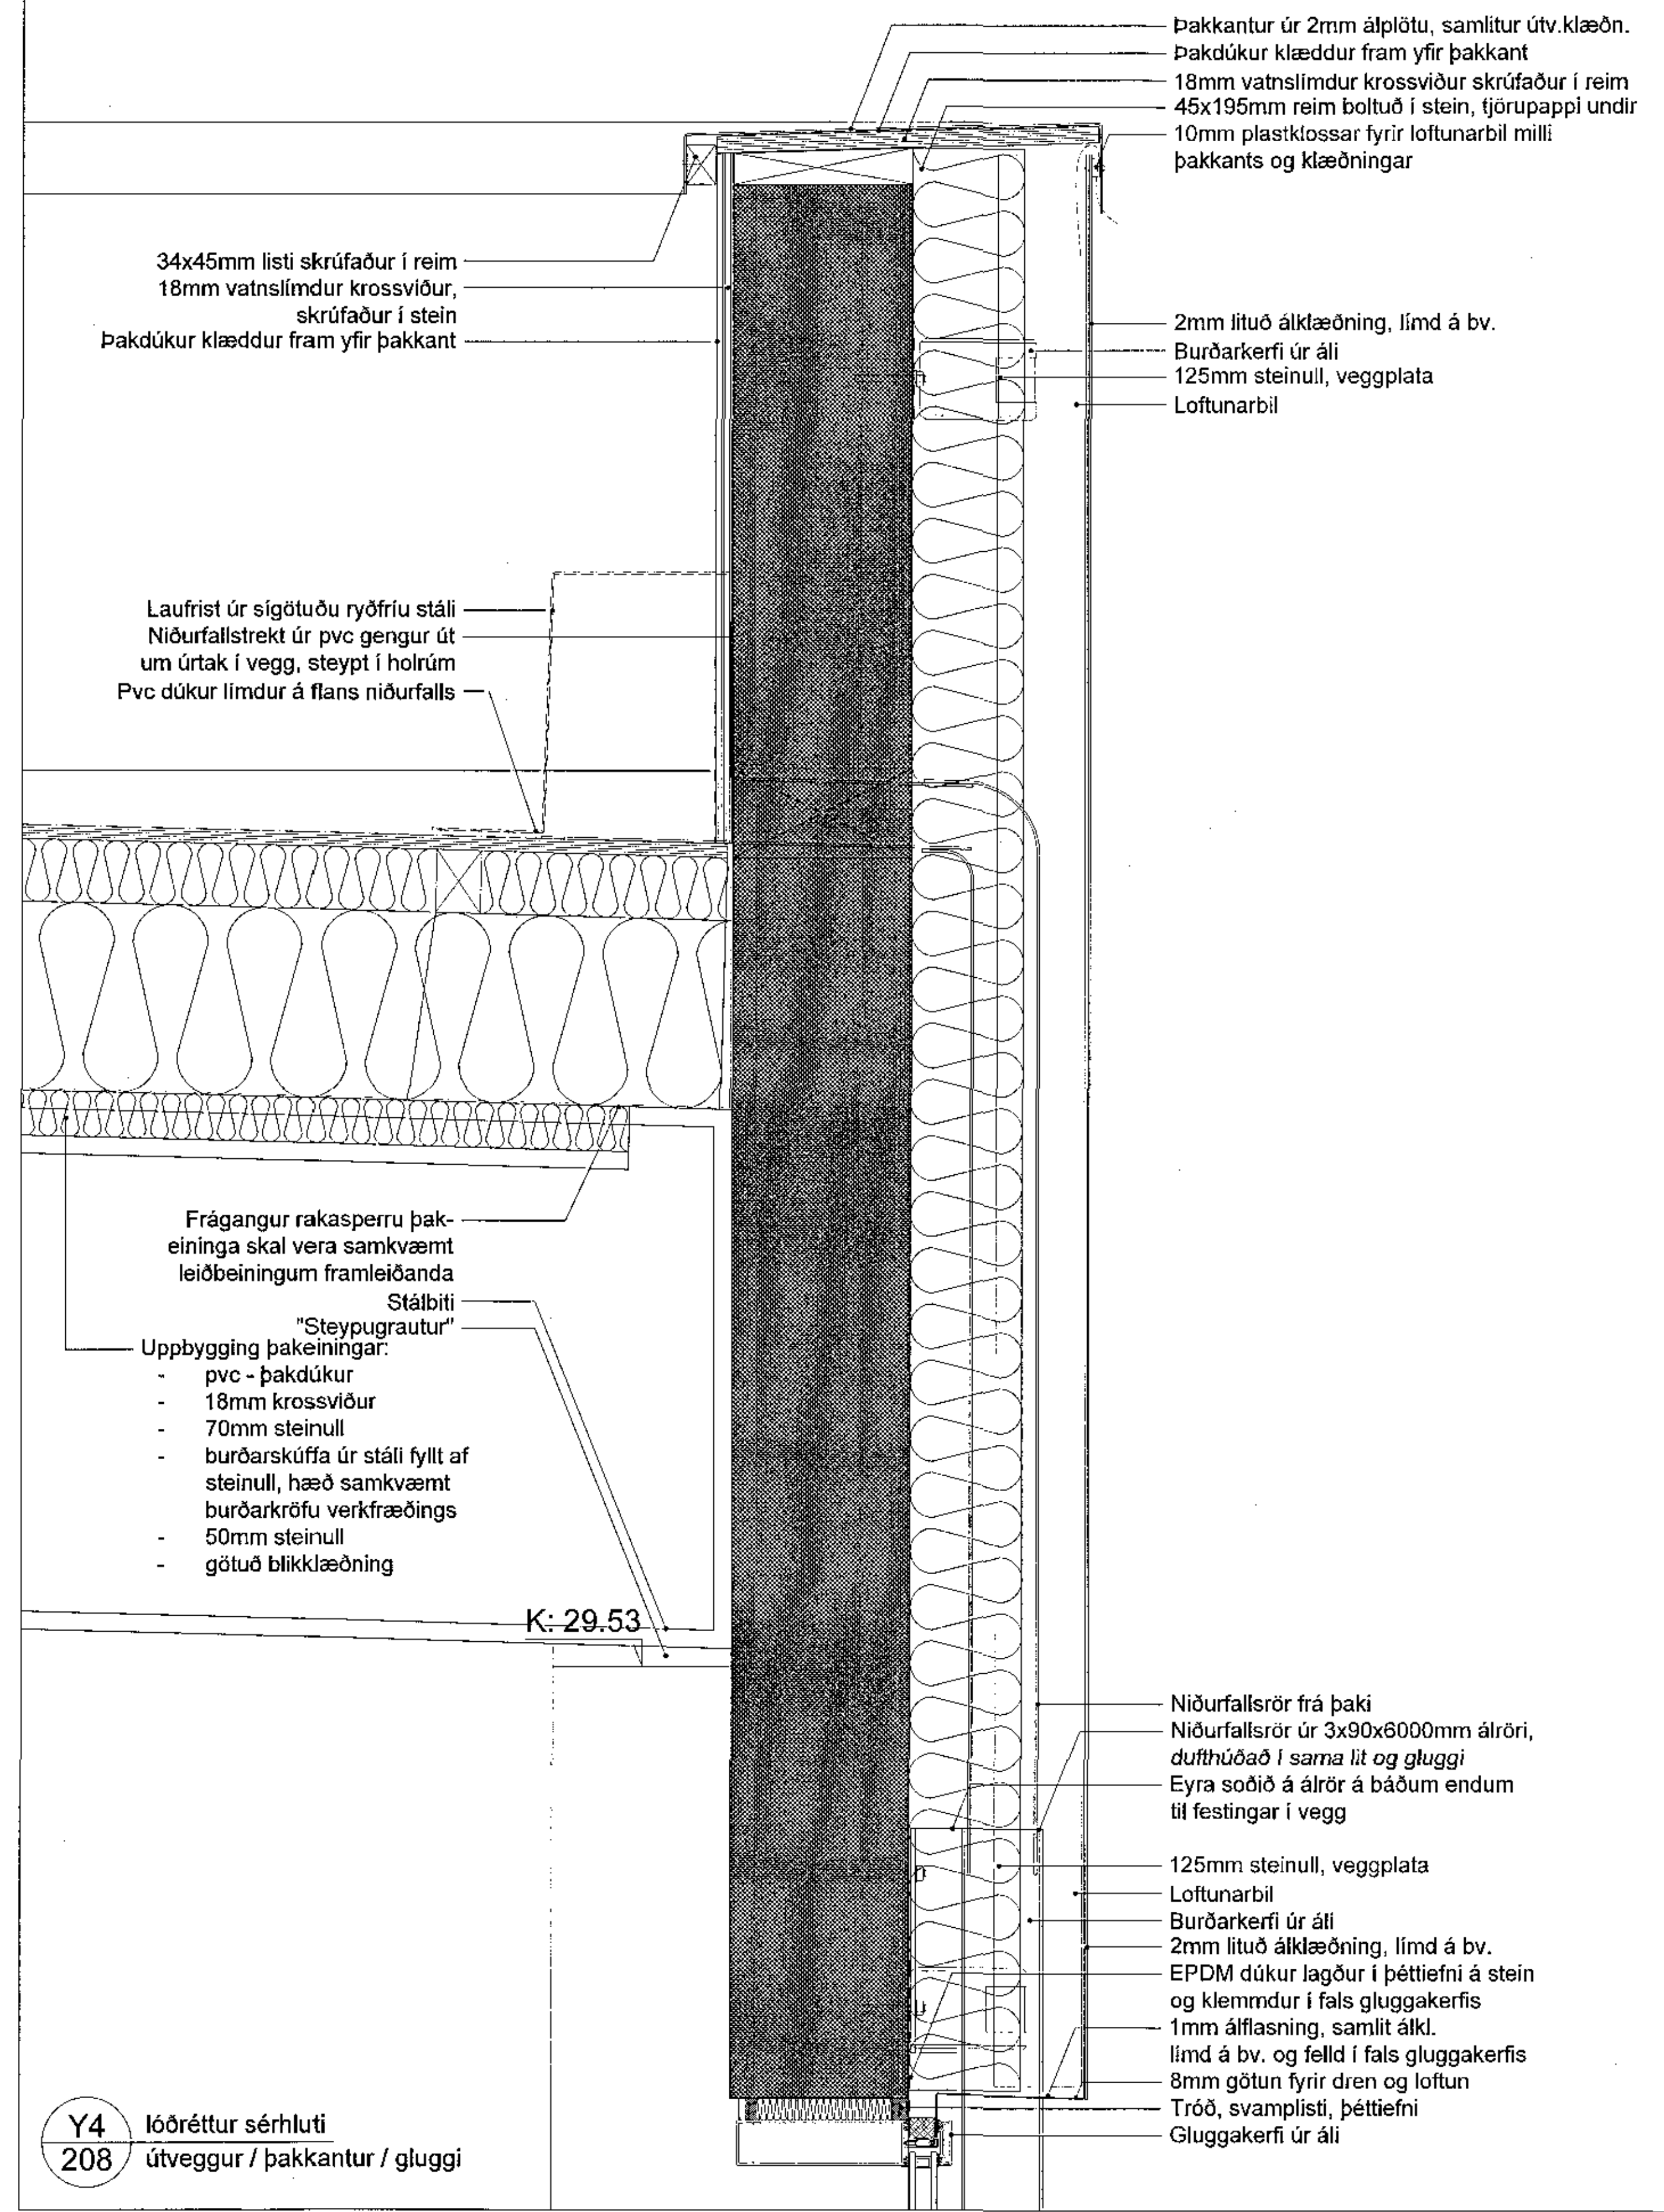 Þakkantur úr 2mm álplötu, samlitur útv.klæðn.
Þakdúkur klæddur fram yfir þakkant
18mm vatnslímdur krossviður skrúfaður í reim
45x195mm reim boltuð í stein, tjörupappi undir
10mm plastklossar fyrir loftunarbil milli
þakkants og klæðningar
34x45mm listi skrúfaður í reim
18mm vatnslímdur krossviður,
skrúfaður í stein
Þakdúkur klæddur fram yfir þakkant
2mm lituð álklæðning, límd á bv.
Burðarkerfi úr áli
125mm steinull, veggplata
Loftunarbil
Laufrist úr sígötuðu ryðfríu stáli
Niðurfallstrekt úr pvc gengur út
um úrtak í vegg, steypt í holrúm
Pvc dúkur límdur á flans niðurfalls
Frágangur rakasperru þak-
eininga skal vera samkvæmt
leiðbeiningum framleiðanda
Stálbiti
"Steypugrautur"
Uppbygging þakeiningar:
- pvc - þakdúkur
- 18mm krossviður
- 70mm steinull
- burðarskúffa úr stáli fyllt af
steinull, hæð samkvæmt
burðarkröfu verkfræðings
- 50mm steinull
- götuð blikklæðning
K: 29.53
Niðurfallsrör frá þaki
Niðurfallsrör úr 3x90x6000mm álröri,
dufthúðað í sama lit og gluggi
Eyra soðið á álrör á báðum endum
til festingar í vegg
125mm steinull, veggplata
Loftunarbil
Burðarkerfi úr áli
2mm lituð álklæðning, límd á bv.
EPDM dúkur lagður í þéttiefni á stein
og klemmdur í fals gluggakerfis
1mm álflasning, samlit álkl.
límd á bv. og felld í fals gluggakerfis
8mm götun fyrir dren og loftun
Tróð, svamplisti, þéttiefni
Gluggakerfi úr áli
Y4 lóðréttur sérhluti
208 útveggur / þakkantur / gluggi